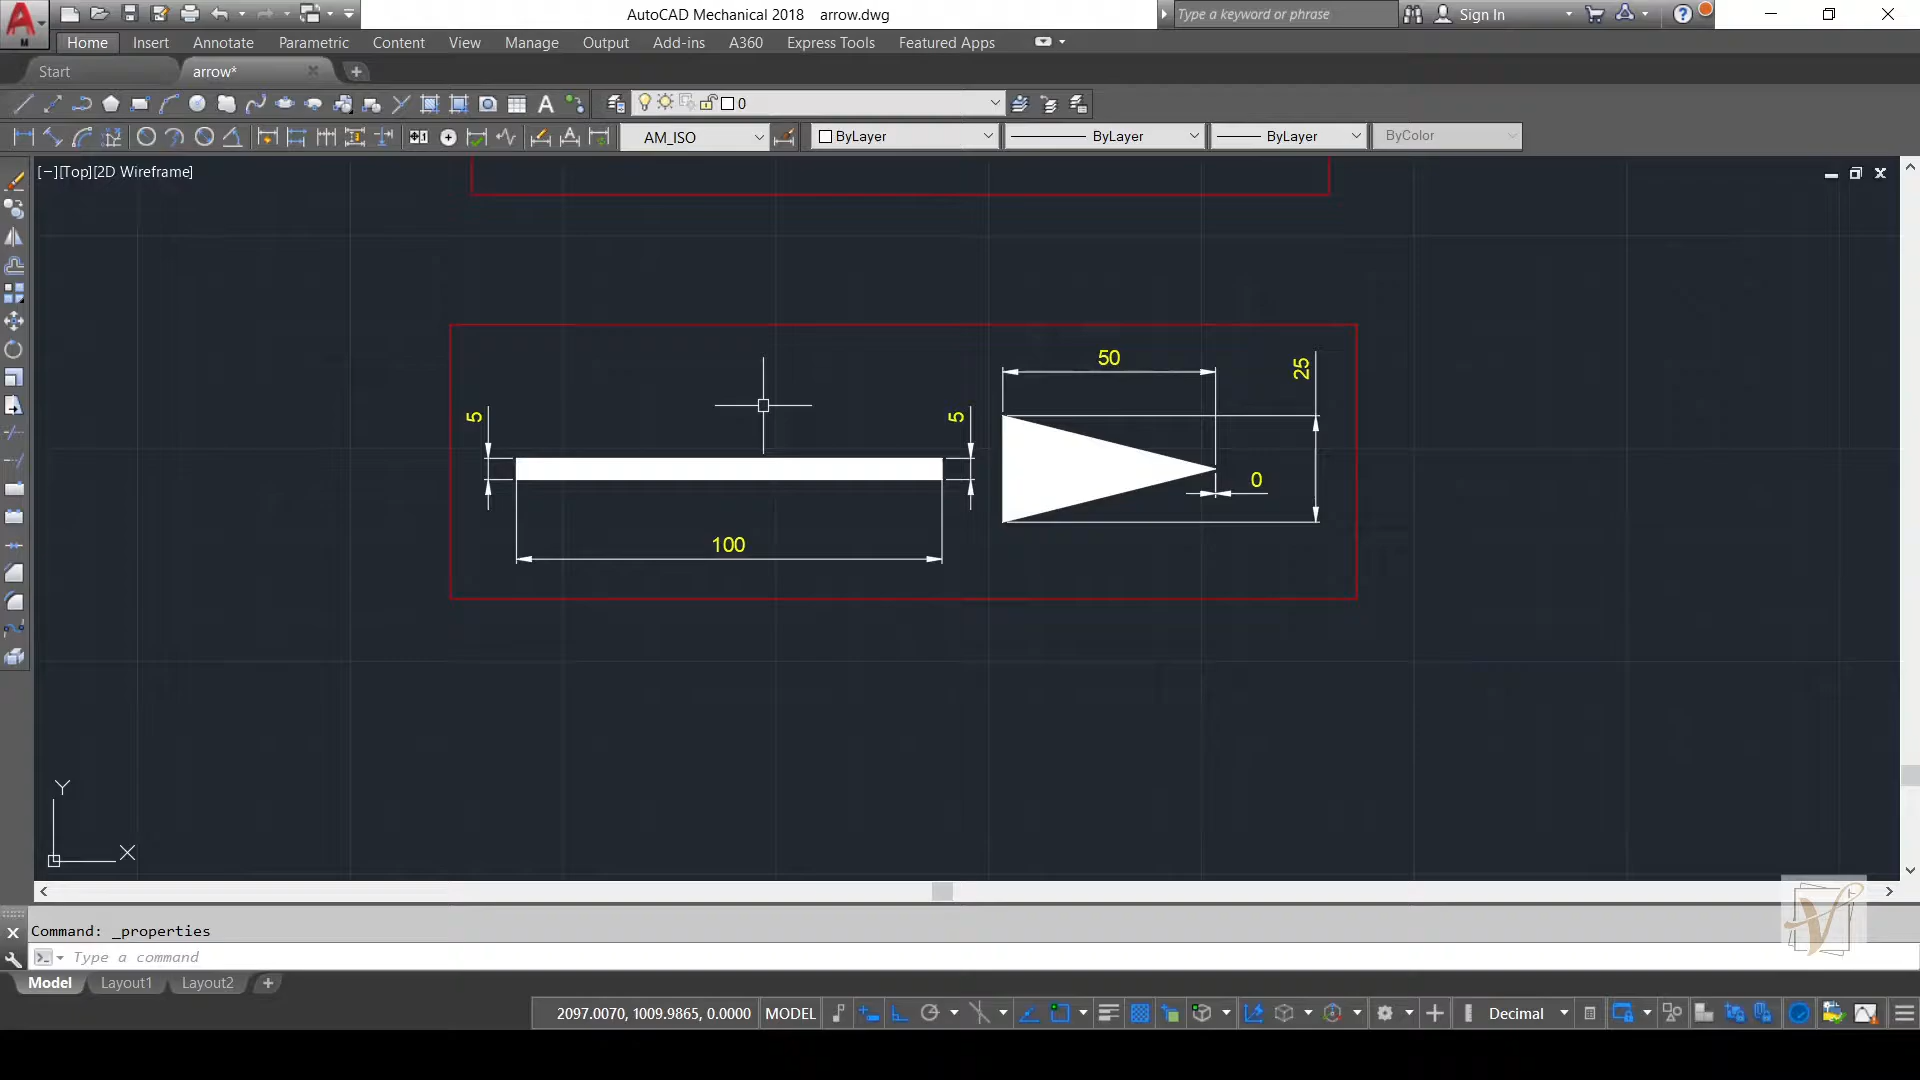 AutoCAD Mechanical 2018 arrow.dwg
Type a keyword or phrase
Sign In
M
Home Insert Annotate Parametric Content View Manage Output Add-ins A360 Express Tools Featured Apps
Start arrow*
0
AM_ISO ByLayer ByLayer ByLayer ByColor
[−][Top][2D Wireframe]
50
25
5
5
0
100
Y
X
Command: _properties
Type a command
Model Layout1 Layout2
2097.0070, 1009.9865, 0.0000 MODEL Decimal